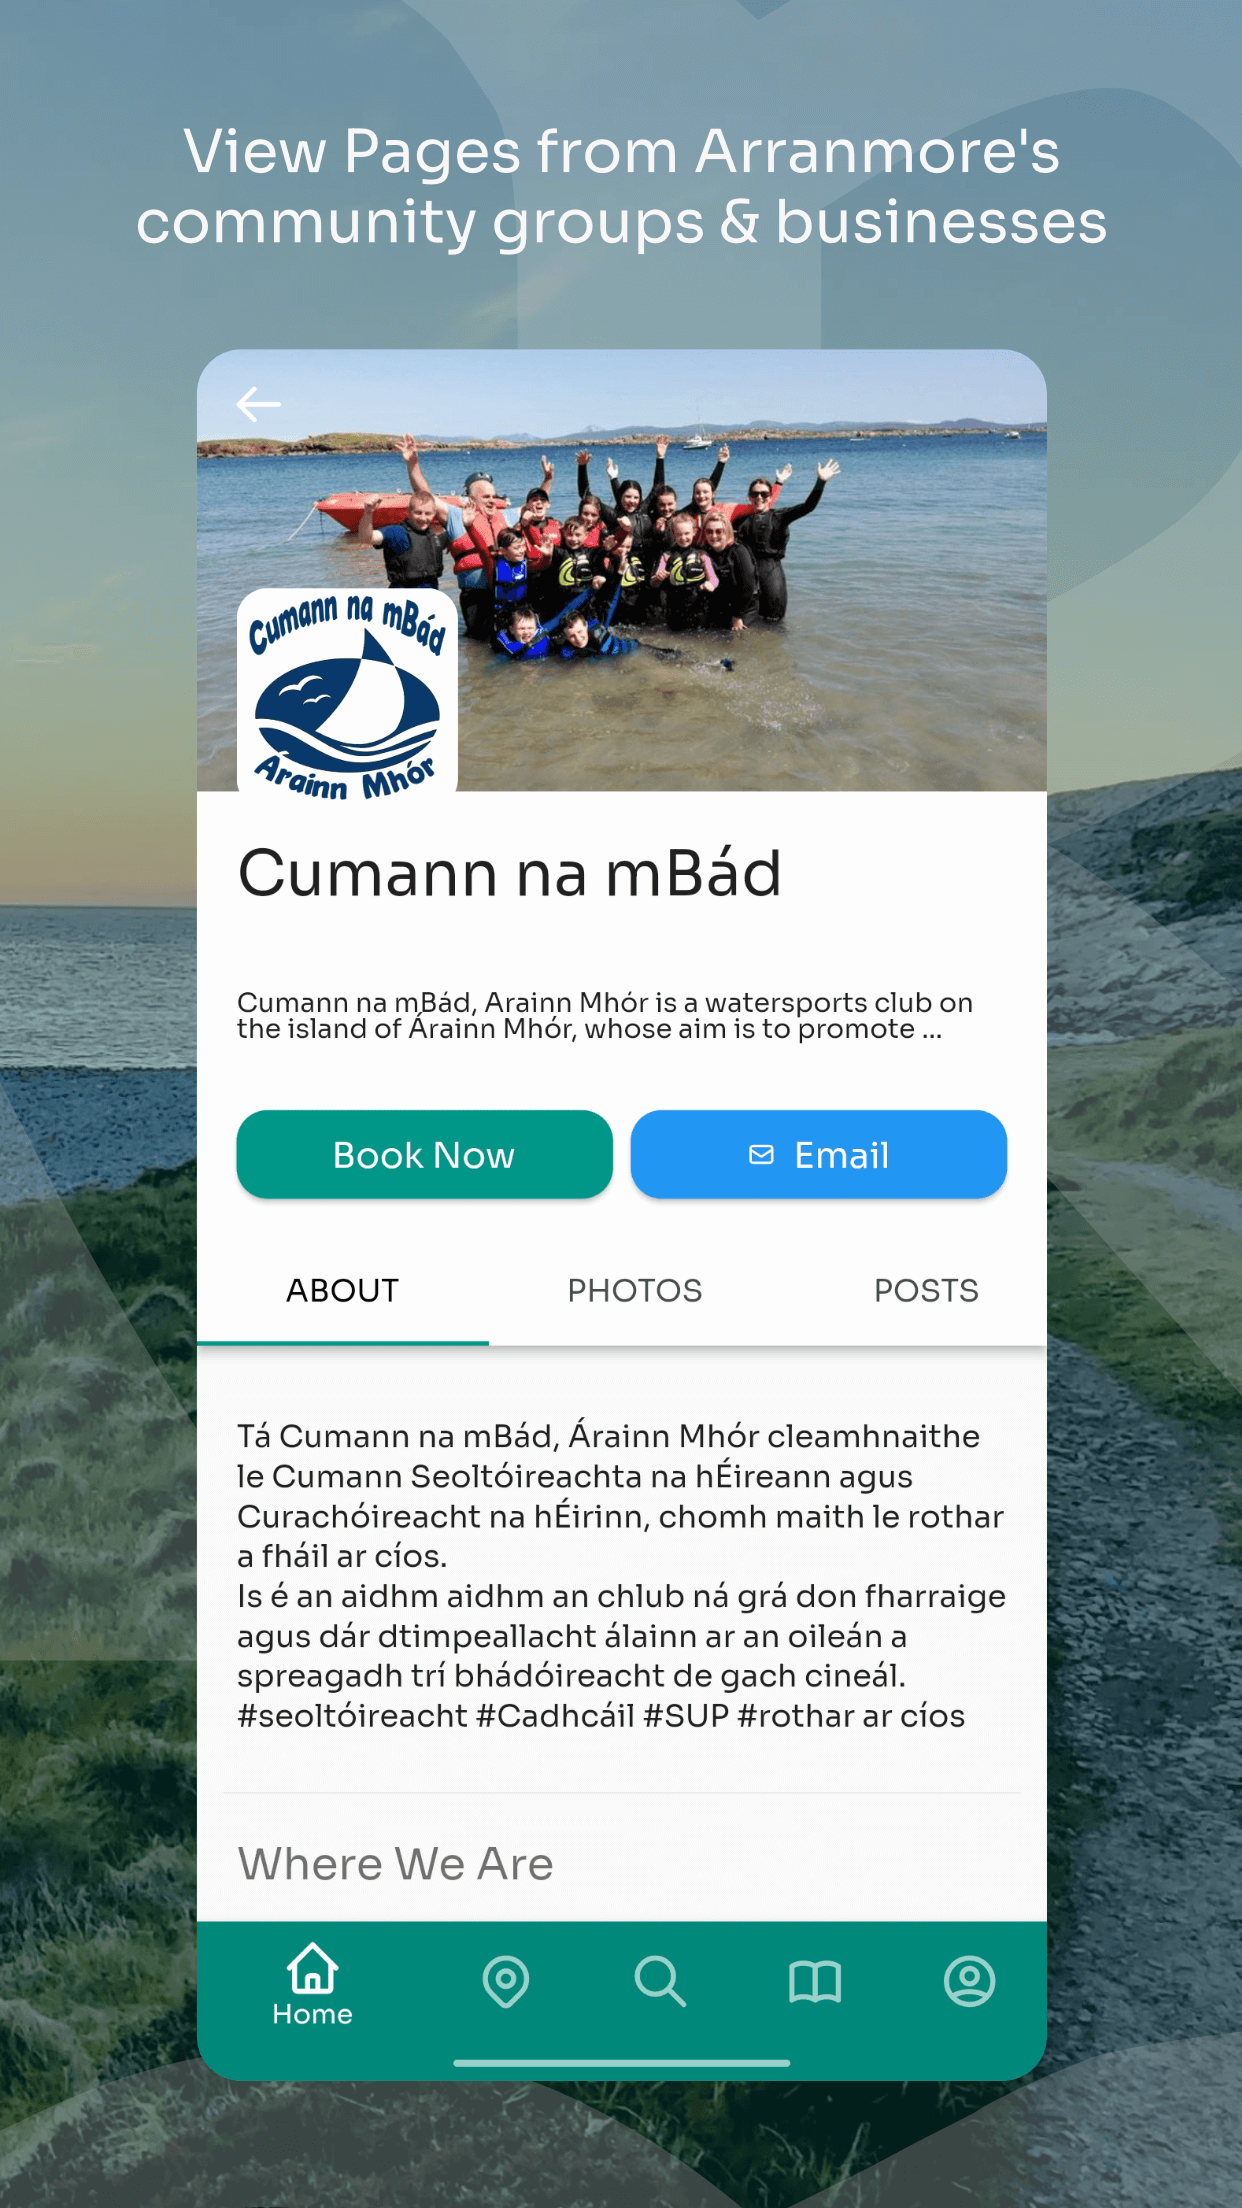 View Pages from Arranmore's
community groups & businesses
Cumann na mBád
Árainn Mhór
Cumann na mBád
Cumann na mBád, Arainn Mhór is a watersports club on
the island of Árainn Mhór, whose aim is to promote ...
Book Now
Email
ABOUT
PHOTOS
POSTS
Tá Cumann na mBád, Árainn Mhór cleamhnaithe
le Cumann Seoltóireachta na hÉireann agus
Curachóireacht na hÉirinn, chomh maith le rothar
a fháil ar cíos.
Is é an aidhm aidhm an chlub ná grá don fharraige
agus dár dtimpeallacht álainn ar an oileán a
spreagadh trí bhádóireacht de gach cineál.
#seoltóireacht #Cadhcáil #SUP #rothar ar cíos
Where We Are
Home